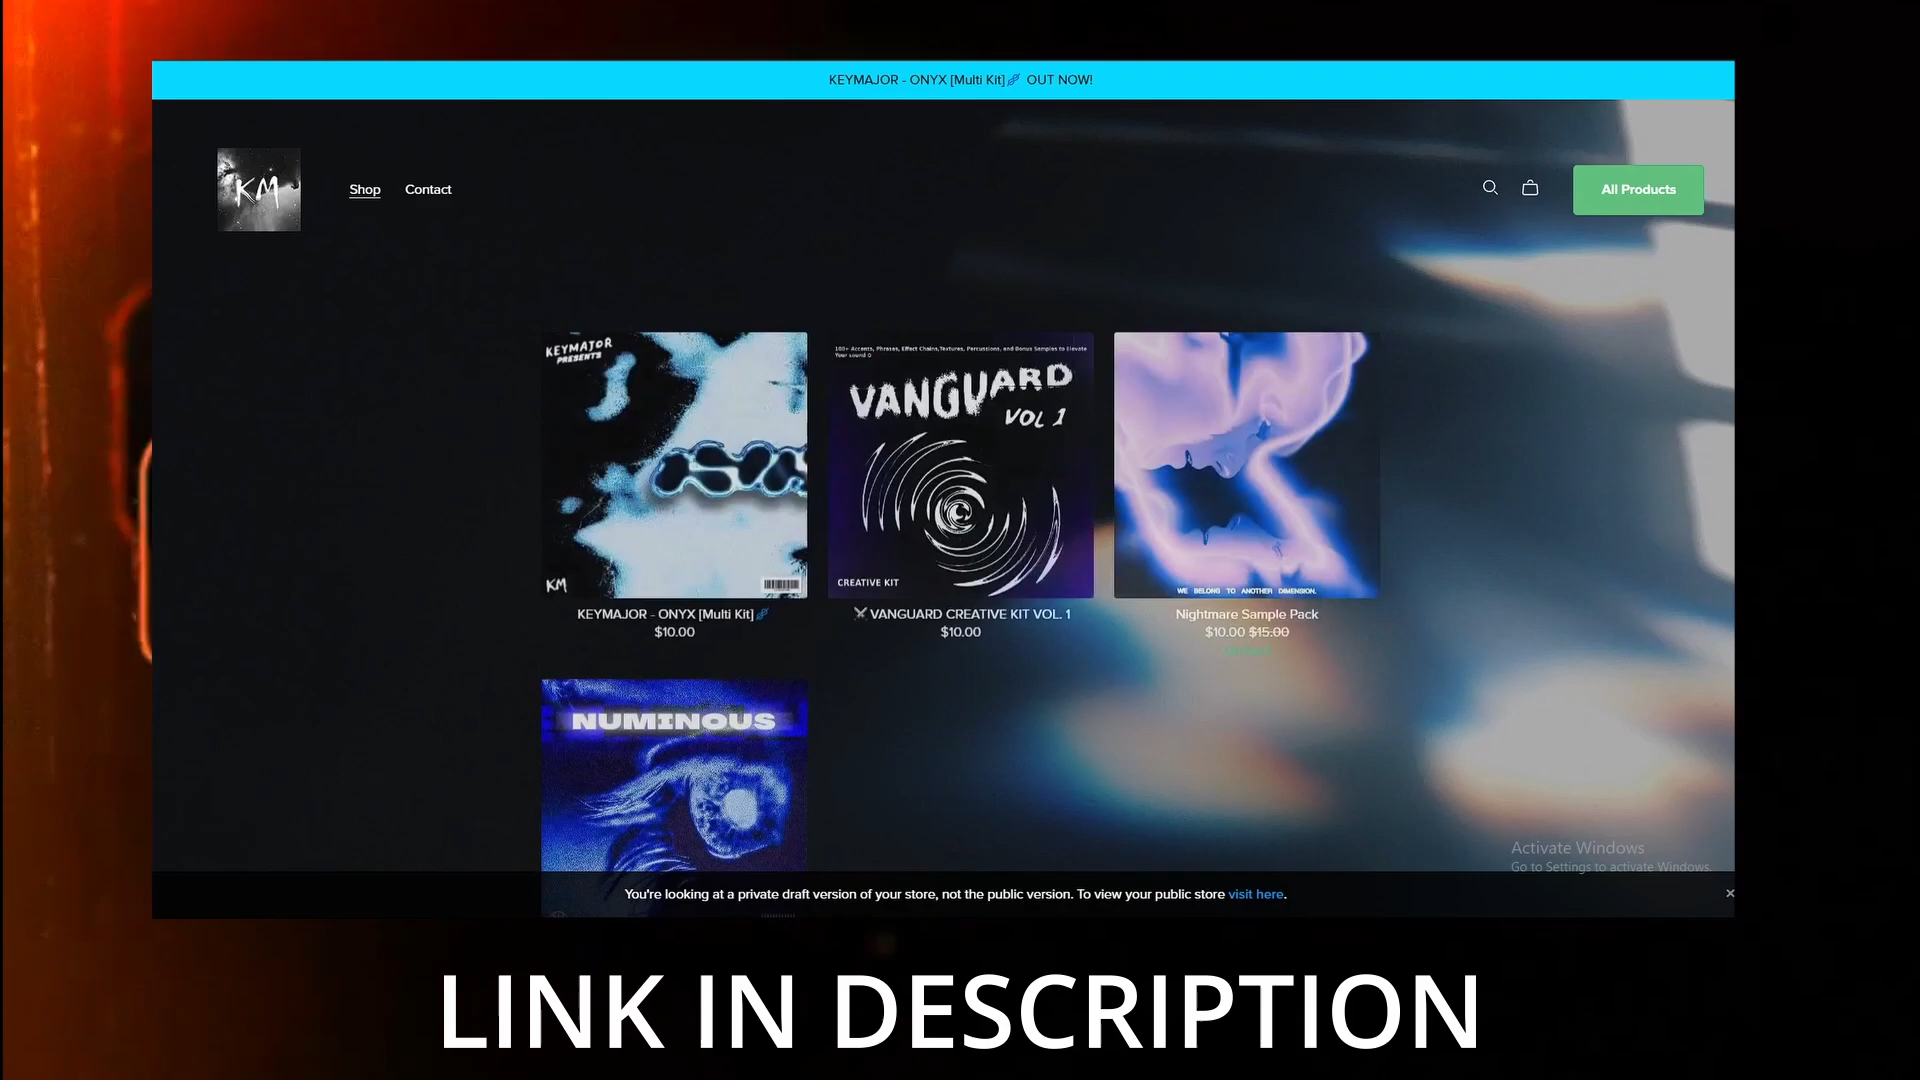 KEYMAJOR - ONYX [Multi Kit] OUT NOW!
KM
Shop
Contact
All Products
KEYMAJOR
PRESENTS
KM
KEYMAJOR - ONYX [Multi Kit]
$10.00
100+ Accents, Phrases, Effect Chains,Textures, Percussions, and Bonus Samples to Elevate
Your sound
VANGUARD
VOL 1
CREATIVE KIT
VANGUARD CREATIVE KIT VOL. 1
$10.00
WE BELONG TO ANOTHER DIMENSION.
Nightmare Sample Pack
$10.00 $15.00
NUMINOUS
Activate Windows
Go to Settings to activate Windows.
You're looking at a private draft version of your store, not the public version. To view your public store visit here.
LINK IN DESCRIPTION